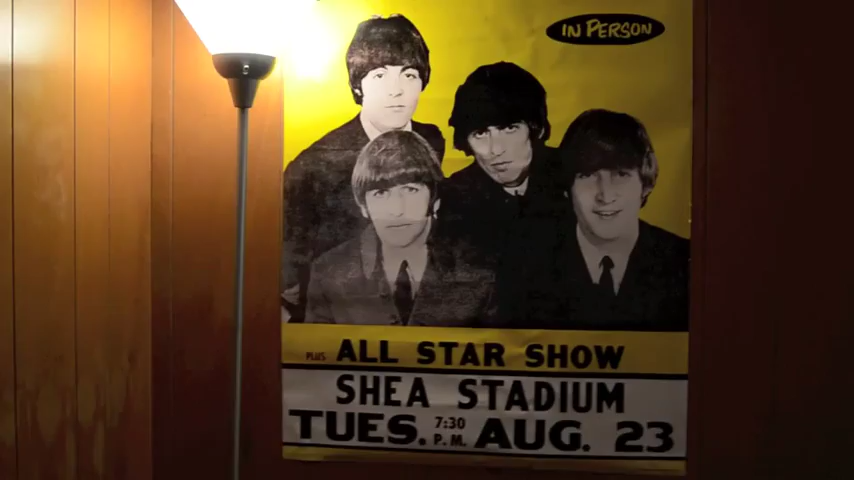 IN PERSON
PLUS ALL STAR SHOW
SHEA STADIUM
TUES. 7:30 P.M. AUG. 23